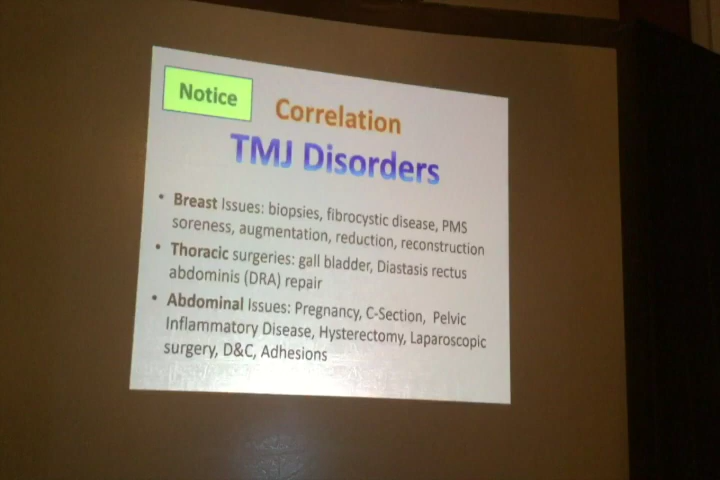 Notice
Correlation
TMJ Disorders
• Breast Issues: biopsies, fibrocystic disease, PMS
soreness, augmentation, reduction, reconstruction
• Thoracic surgeries: gall bladder, Diastasis rectus
abdominis (DRA) repair
• Abdominal Issues: Pregnancy, C-Section, Pelvic
Inflammatory Disease, Hysterectomy, Laparoscopic
surgery, D&C, Adhesions